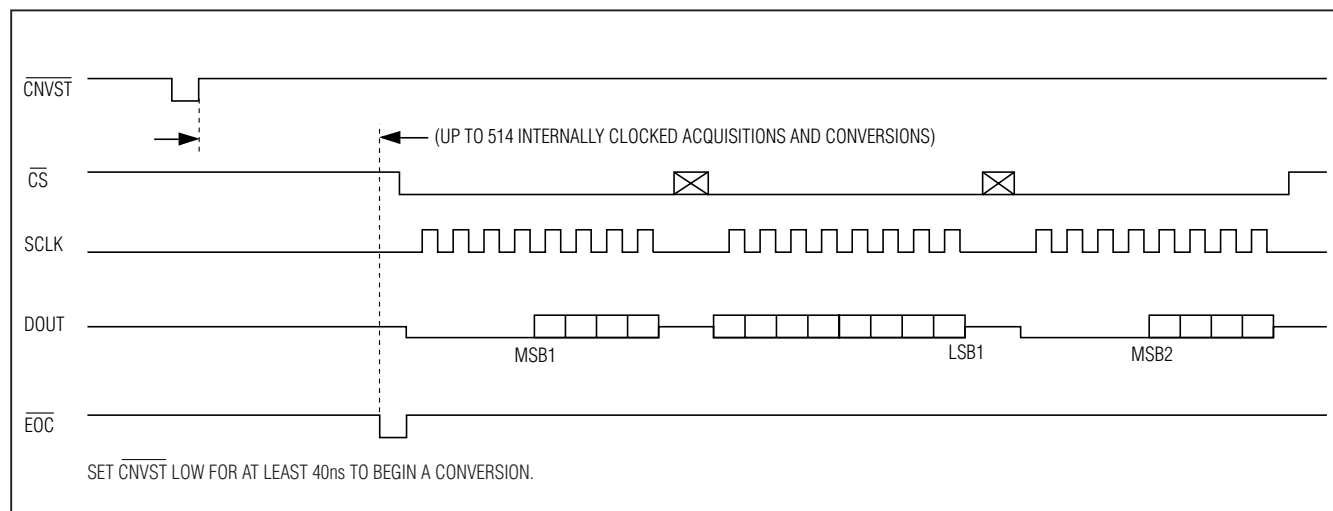 CNVST
(UP TO 514 INTERNALLY CLOCKED ACQUISITIONS AND CONVERSIONS)
CS
SCLK
DOUT
MSB1
LSB1
MSB2
EOC
SET CNVST LOW FOR AT LEAST 40ns TO BEGIN A CONVERSION.